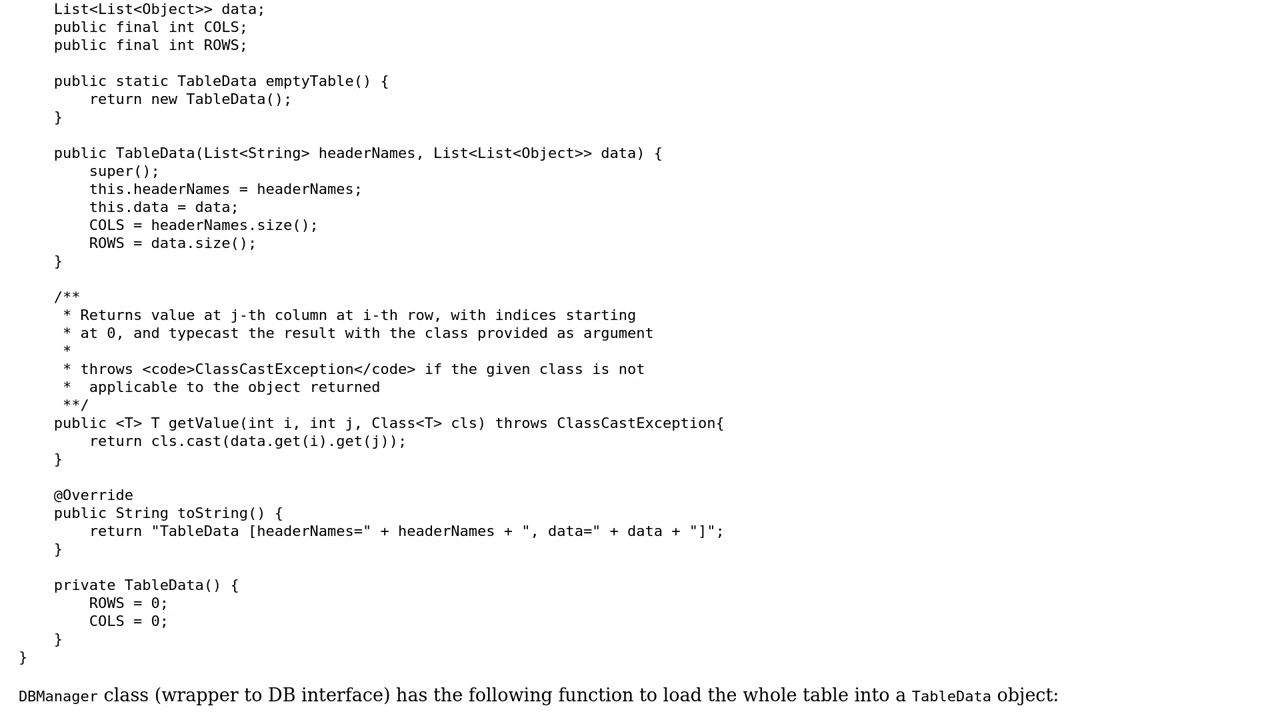 List<List<Object>> data;
public final int COLS;
public final int ROWS;
public static TableData emptyTable() {
return new TableData();
}
public TableData(List<String> headerNames, List<List<Object>> data) {
super();
this.headerNames = headerNames;
this.data = data;
COLS = headerNames.size();
ROWS = data.size();
}
/**
* Returns value at j-th column at i-th row, with indices starting
* at 0, and typecast the result with the class provided as argument
*
* throws <code>ClassCastException</code> if the given class is not
*  applicable to the object returned
**/
public <T> T getValue(int i, int j, Class<T> cls) throws ClassCastException{
return cls.cast(data.get(i).get(j));
}
@Override
public String toString() {
return "TableData [headerNames=" + headerNames + ", data=" + data + "]";
}
private TableData() {
ROWS = 0;
COLS = 0;
}
}
DBManager class (wrapper to DB interface) has the following function to load the whole table into a TableData object: